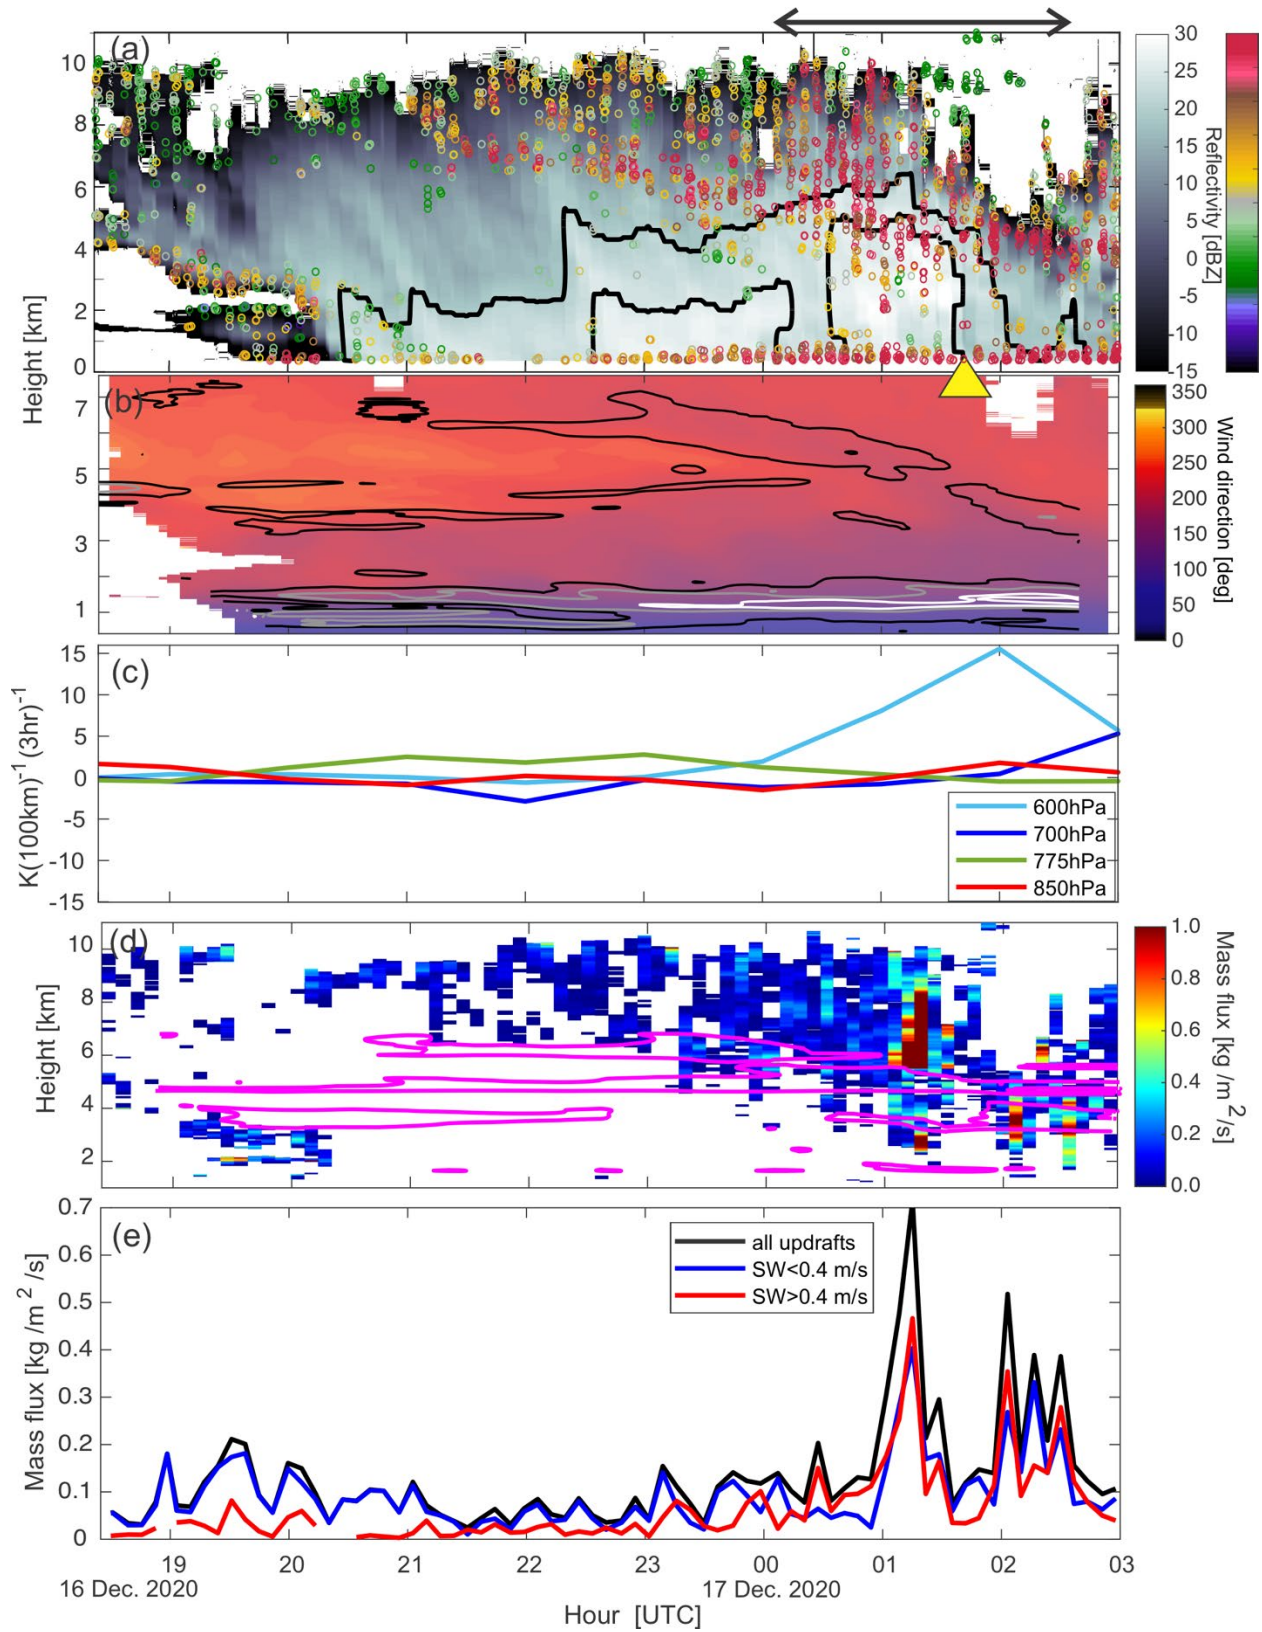 (a)
10
8
6
4
2
0
Height [km]
30
25
20
15
10
5
0
-5
-10
-15
Reflectivity [dBZ]
(b)
7
5
3
1
350
300
250
200
150
100
50
0
Wind direction [deg]
(c)
15
10
5
0
-5
-10
-15
K(100km)⁻¹ (3hr)⁻¹
600hPa
700hPa
775hPa
850hPa
(d)
10
8
6
4
2
Height [km]
1.0
0.8
0.6
0.4
0.2
0.0
Mass flux [kg /m²/s]
(e)
0.7
0.6
0.5
0.4
0.3
0.2
0.1
0
Mass flux [kg /m² /s]
all updrafts
SW<0.4 m/s
SW>0.4 m/s
19 20 21 22 23 00 01 02 03
16 Dec. 2020 17 Dec. 2020
Hour [UTC]